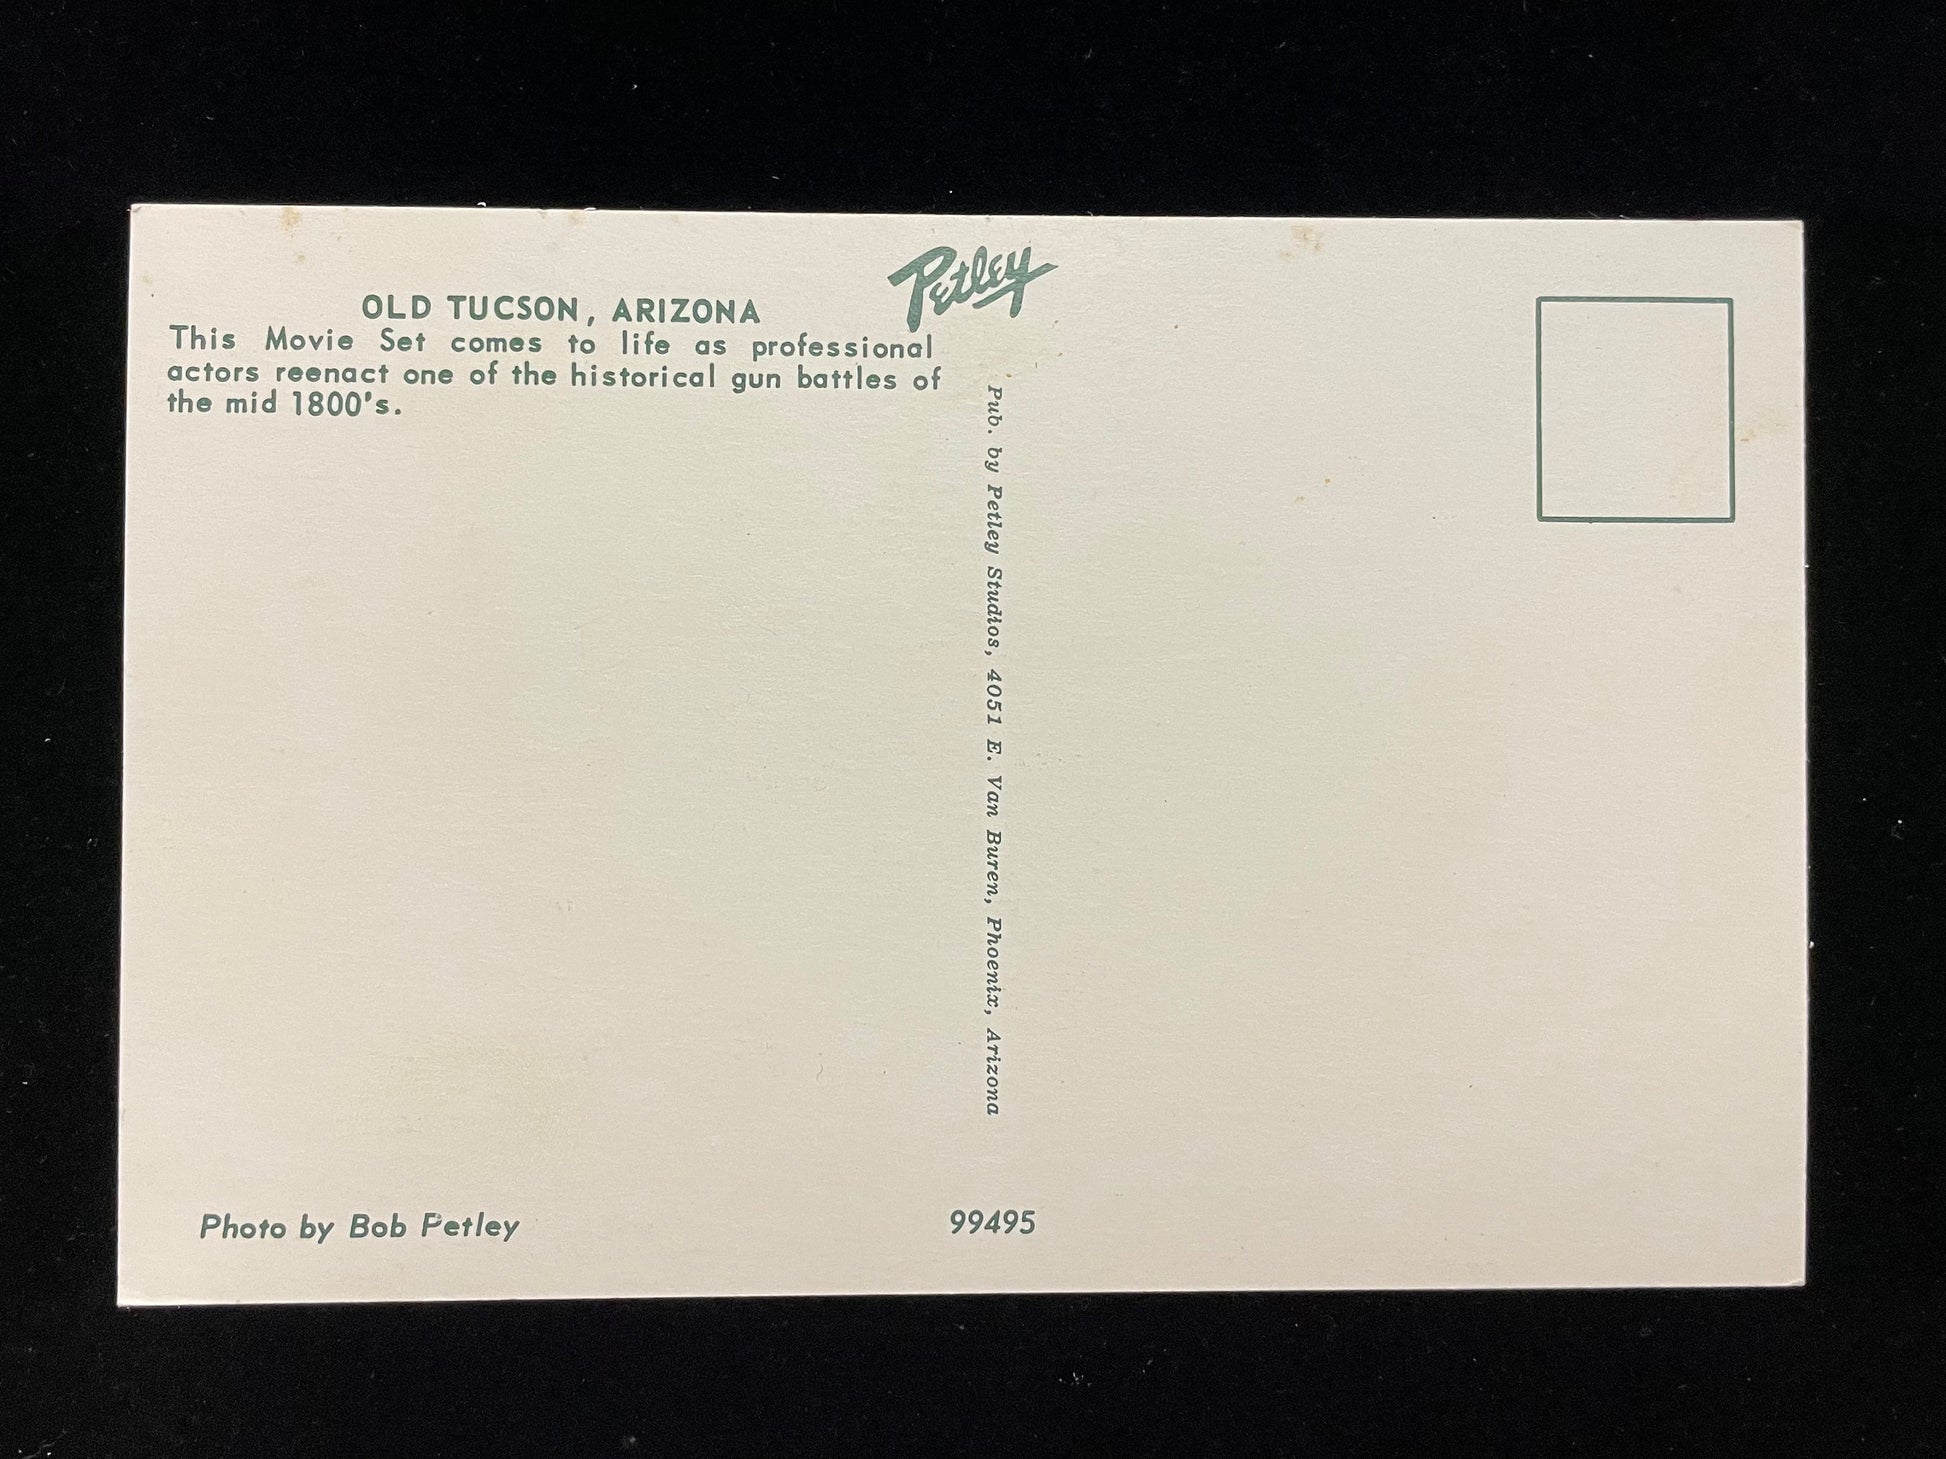 Petley
OLD TUCSON, ARIZONA
This Movie Set comes to life as professional
actors reenact one of the historical gun battles of
the mid 1800's.
Pub. by Petley Studios, 4051 E. Van Buren, Phoenix, Arizona
Photo by Bob Petley
99495